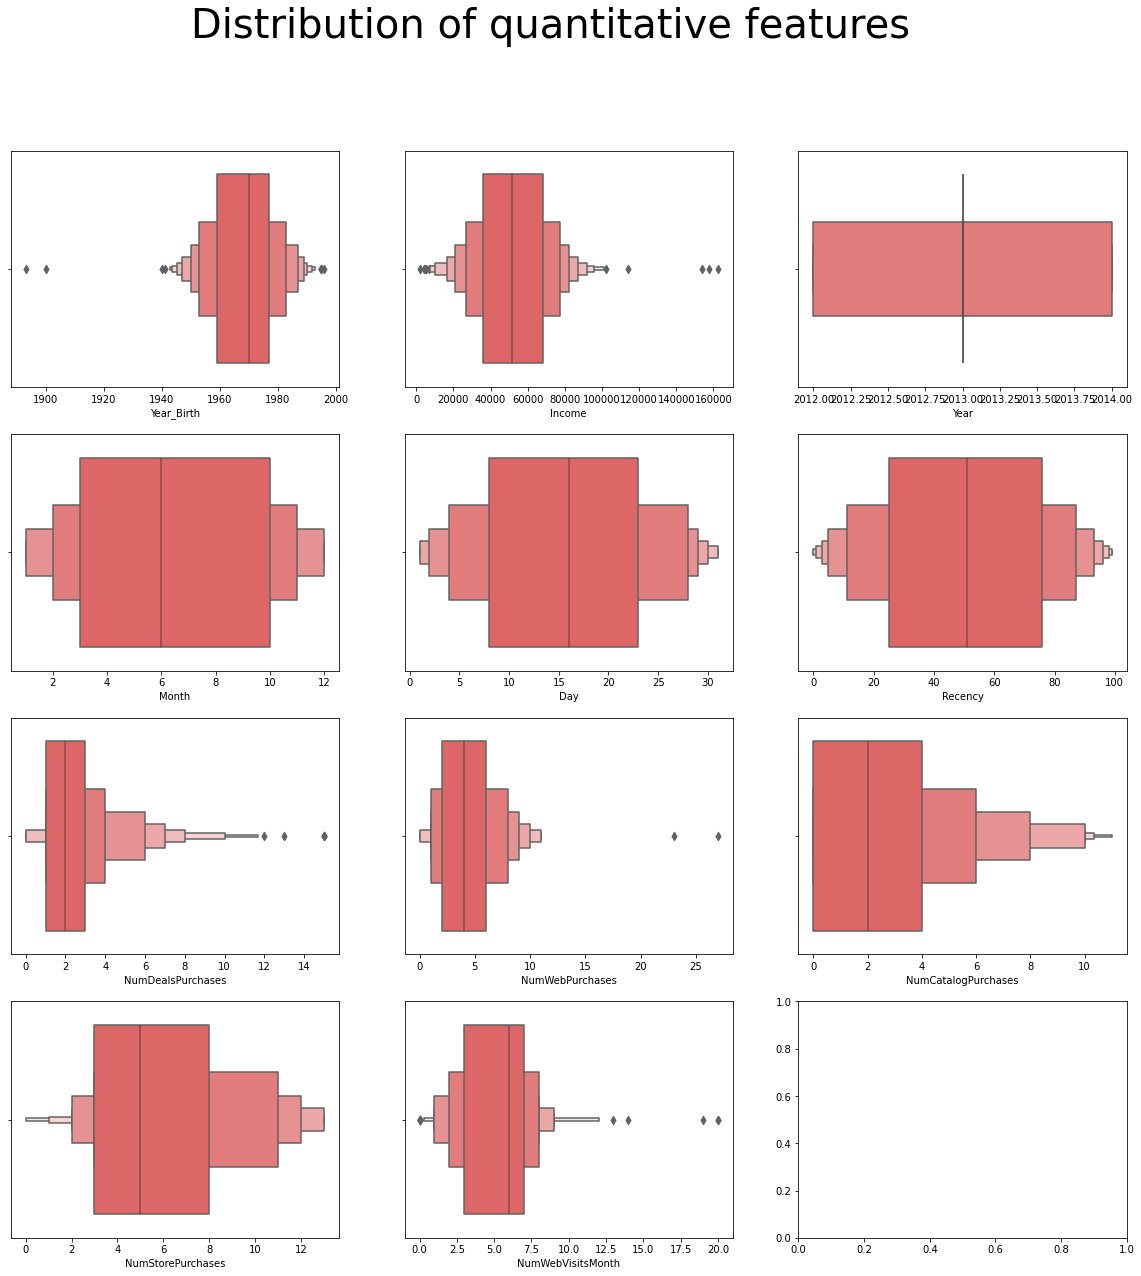 Distribution of quantitative features
1900 1920 1940 1960 1980 2000
Year_Birth
0 20000 40000 60000 80000 100000 120000 140000 160000
Income
2012.00 2012.25 2012.50 2012.75 2013.00 2013.25 2013.50 2013.75 2014.00
Year
2 4 6 8 10 12
Month
0 5 10 15 20 25 30
Day
0 20 40 60 80 100
Recency
0 2 4 6 8 10 12 14
NumDealsPurchases
0 5 10 15 20 25
NumWebPurchases
0 2 4 6 8 10
NumCatalogPurchases
0 2 4 6 8 10 12
NumStorePurchases
0.0 2.5 5.0 7.5 10.0 12.5 15.0 17.5 20.0
NumWebVisitsMonth
1.0
0.8
0.6
0.4
0.2
0.0
0.0 0.2 0.4 0.6 0.8 1.0